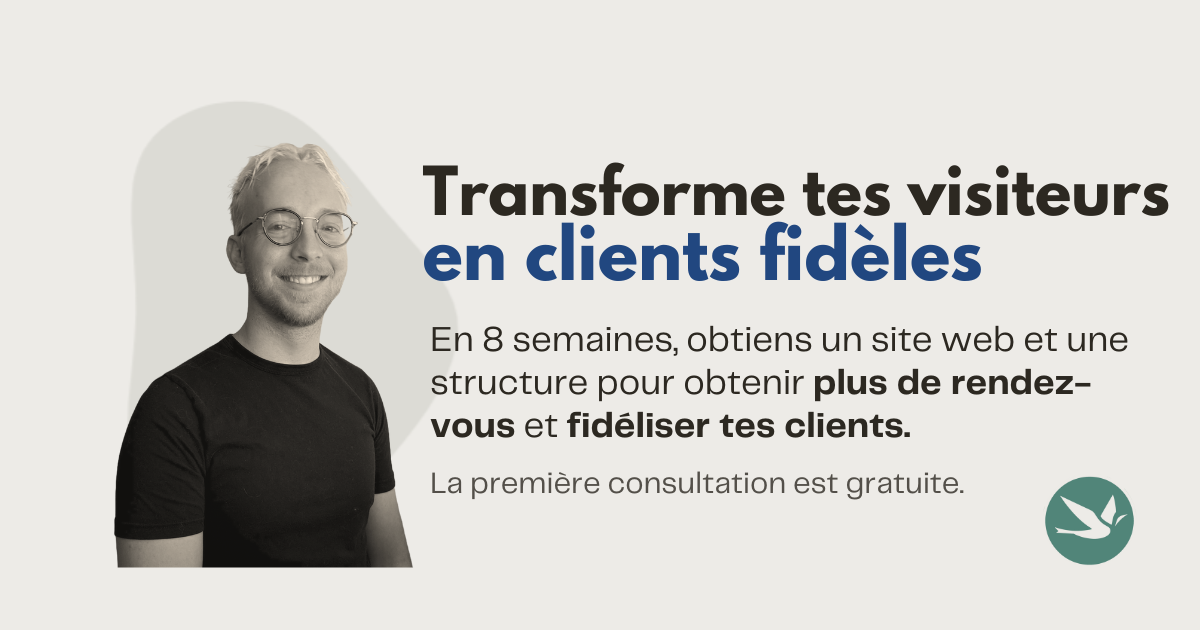 Transforme tes visiteurs
en clients fidèles
En 8 semaines, obtiens un site web et une
structure pour obtenir plus de rendez-
vous et fidéliser tes clients.
La première consultation est gratuite.